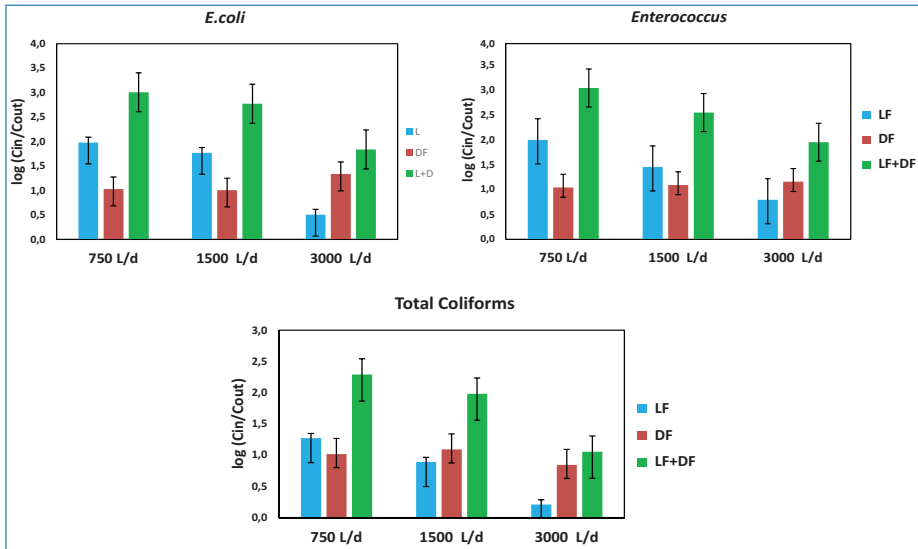 E.coli
log (Cin/Cout)
4,0
3,5
3,0
2,5
2,0
1,5
1,0
0,5
0,0
750 L/d
1500 L/d
3000 L/d
L
DF
L+D
Enterococcus
log (Cin/Cout)
4,0
3,5
3,0
2,5
2,0
1,5
1,0
0,5
0,0
750 L/d
1500 L/d
3000 L/d
LF
DF
LF+DF
Total Coliforms
log (Cin/Cout)
3,0
2,5
2,0
1,5
1,0
0,5
0,0
750 L/d
1500 L/d
3000 L/d
LF
DF
LF+DF